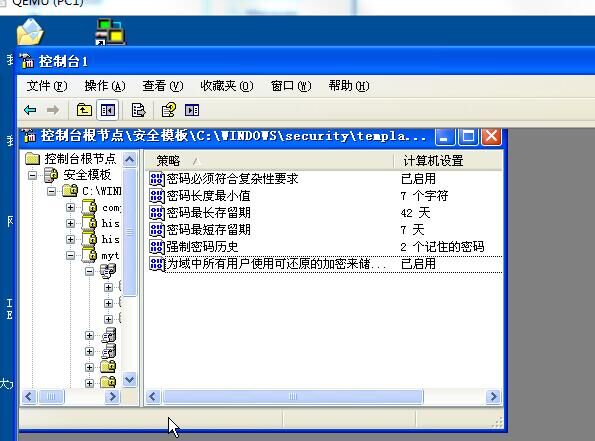 QEMU (PC1)
控制台1
文件(F) 操作(A) 查看(V) 收藏夹(O) 窗口(W) 帮助(H)
控制台根节点\安全模板\C:\WINDOWS\security\templa...
控制台根节点
安全模板
C:\WIN
com
his
his
myt
策略 计算机设置
密码必须符合复杂性要求 已启用
密码长度最小值 7 个字符
密码最长存留期 42 天
密码最短存留期 7 天
强制密码历史 2 个记住的密码
为域中所有用户使用可还原的加密来储... 已启用